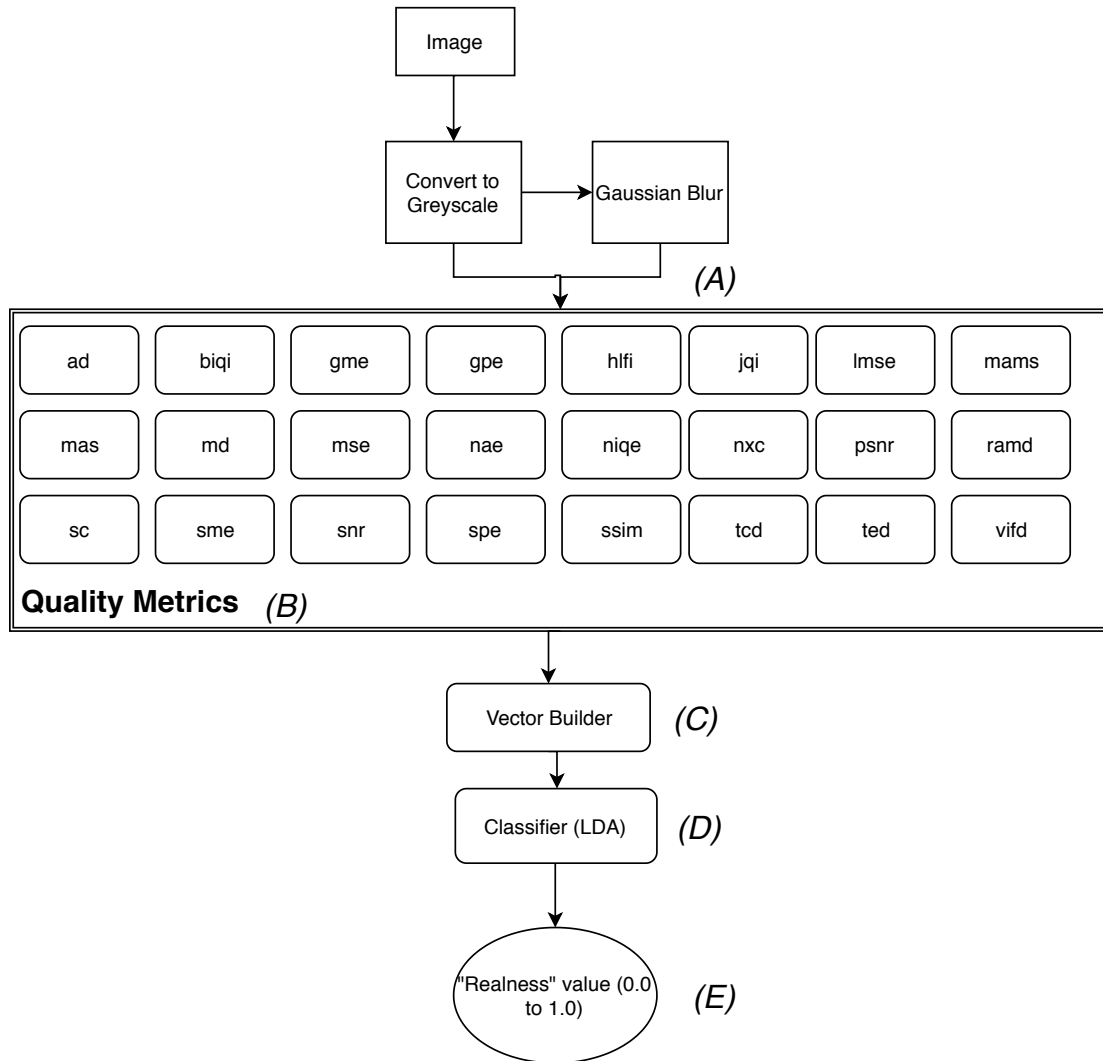 Image
Convert to
Greyscale
Gaussian Blur
(A)
ad biqi gme gpe hlfi jqi lmse mams
mas md mse nae niqe nxc psnr ramd
sc sme snr spe ssim tcd ted vifd
Quality Metrics (B)
Vector Builder (C)
Classifier (LDA) (D)
"Realness" value (0.0
to 1.0)
(E)